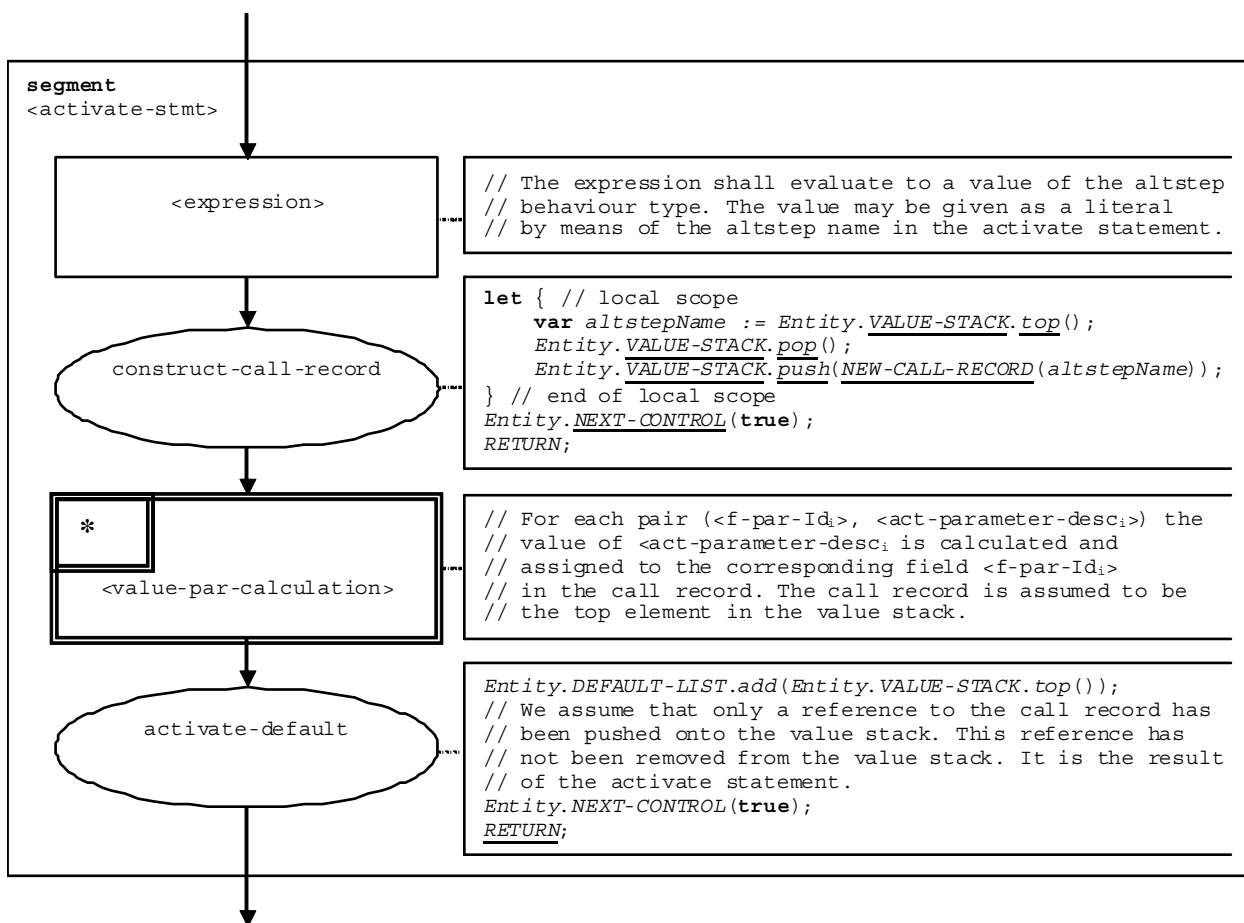 segment
<activate-stmt>
<expression>
// The expression shall evaluate to a value of the altstep
// behaviour type. The value may be given as a literal
// by means of the altstep name in the activate statement.
construct-call-record
let { // local scope
var altstepName := Entity.VALUE-STACK.top();
Entity.VALUE-STACK.pop();
Entity.VALUE-STACK.push(NEW-CALL-RECORD(altstepName));
} // end of local scope
Entity.NEXT-CONTROL(true);
RETURN;
*
<value-par-calculation>
// For each pair (<f-par-Idi>, <act-parameter-desci>) the
// value of <act-parameter-desci is calculated and
// assigned to the corresponding field <f-par-Idi>
// in the call record. The call record is assumed to be
// the top element in the value stack.
activate-default
Entity.DEFAULT-LIST.add(Entity.VALUE-STACK.top());
// We assume that only a reference to the call record has
// been pushed onto the value stack. This reference has
// not been removed from the value stack. It is the result
// of the activate statement.
Entity.NEXT-CONTROL(true);
RETURN;